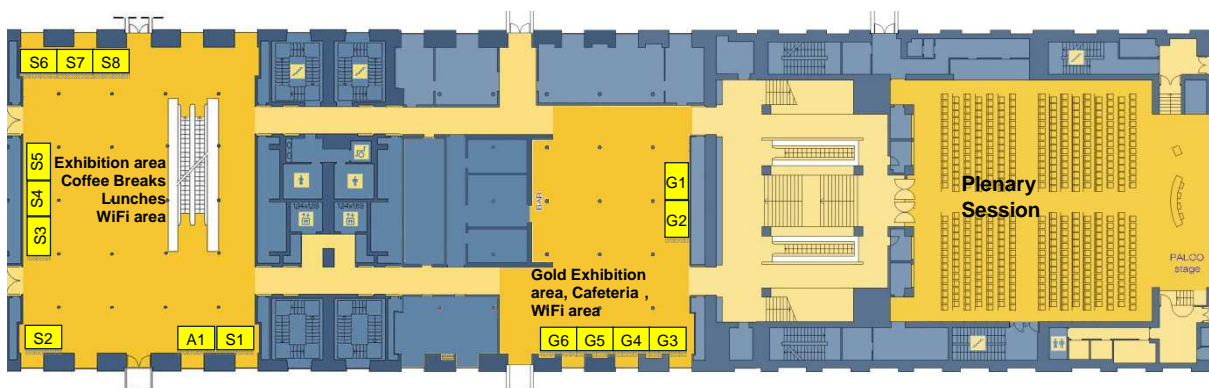 S6 S7 S8
S5
S4
S3
Exhibition area
Coffee Breaks
Lunches
WiFi area
S2
A1 S1
BAR
G1
G2
Gold Exhibition
area, Cafeteria ,
WiFi area
G6 G5 G4 G3
Plenary
Session
PALCO
stage